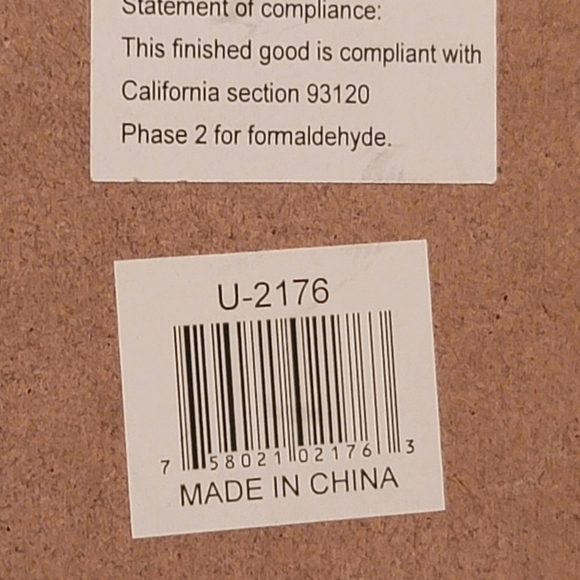 Statement of compliance:
This finished good is compliant with
California section 93120
Phase 2 for formaldehyde.
U-2176
7 58021 02176 3
MADE IN CHINA